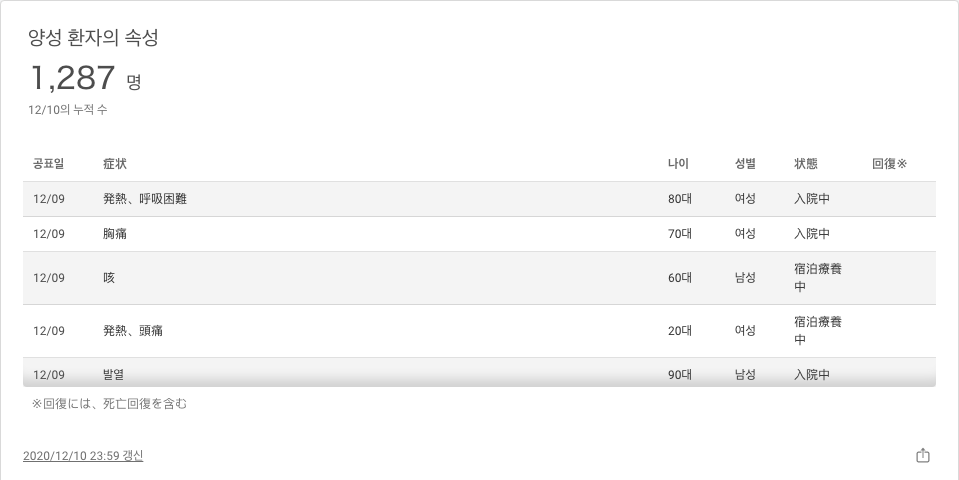 양성 환자의 속성
1,287 명
12/10의 누적 수
공표일 症状 나이 성별 状態 回復※
12/09 発熱、呼吸困難 80대 여성 入院中
12/09 胸痛 70대 여성 入院中
12/09 咳 60대 남성 宿泊療養
中
12/09 発熱、頭痛 20대 여성 宿泊療養
中
12/09 발열 90대 남성 入院中
※回復には、死亡回復を含む
2020/12/10 23:59 갱신